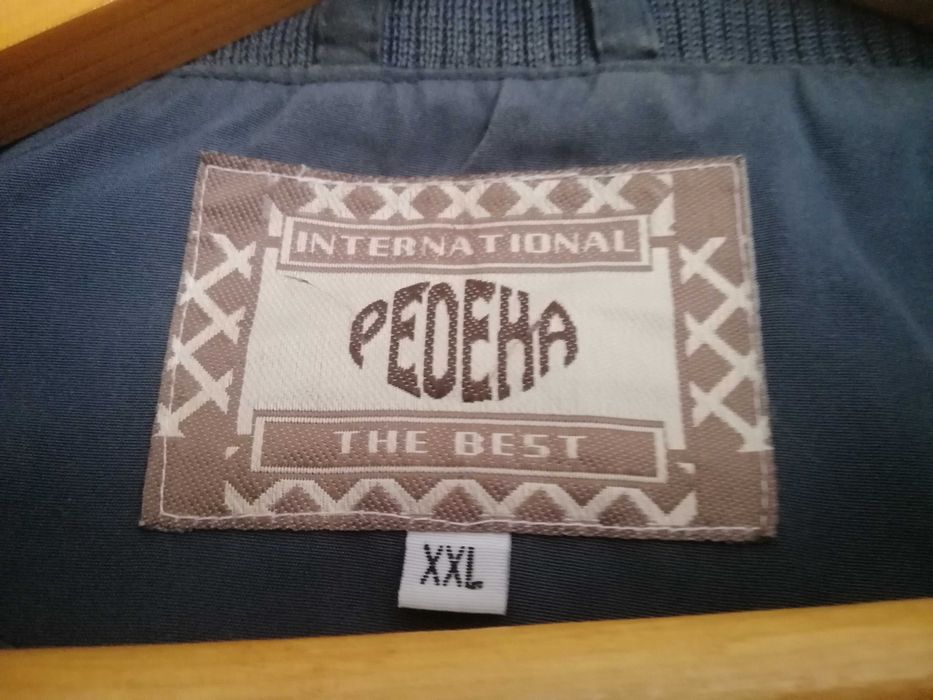 INTERNATIONAL
PEDEKA
THE BEST
XXL